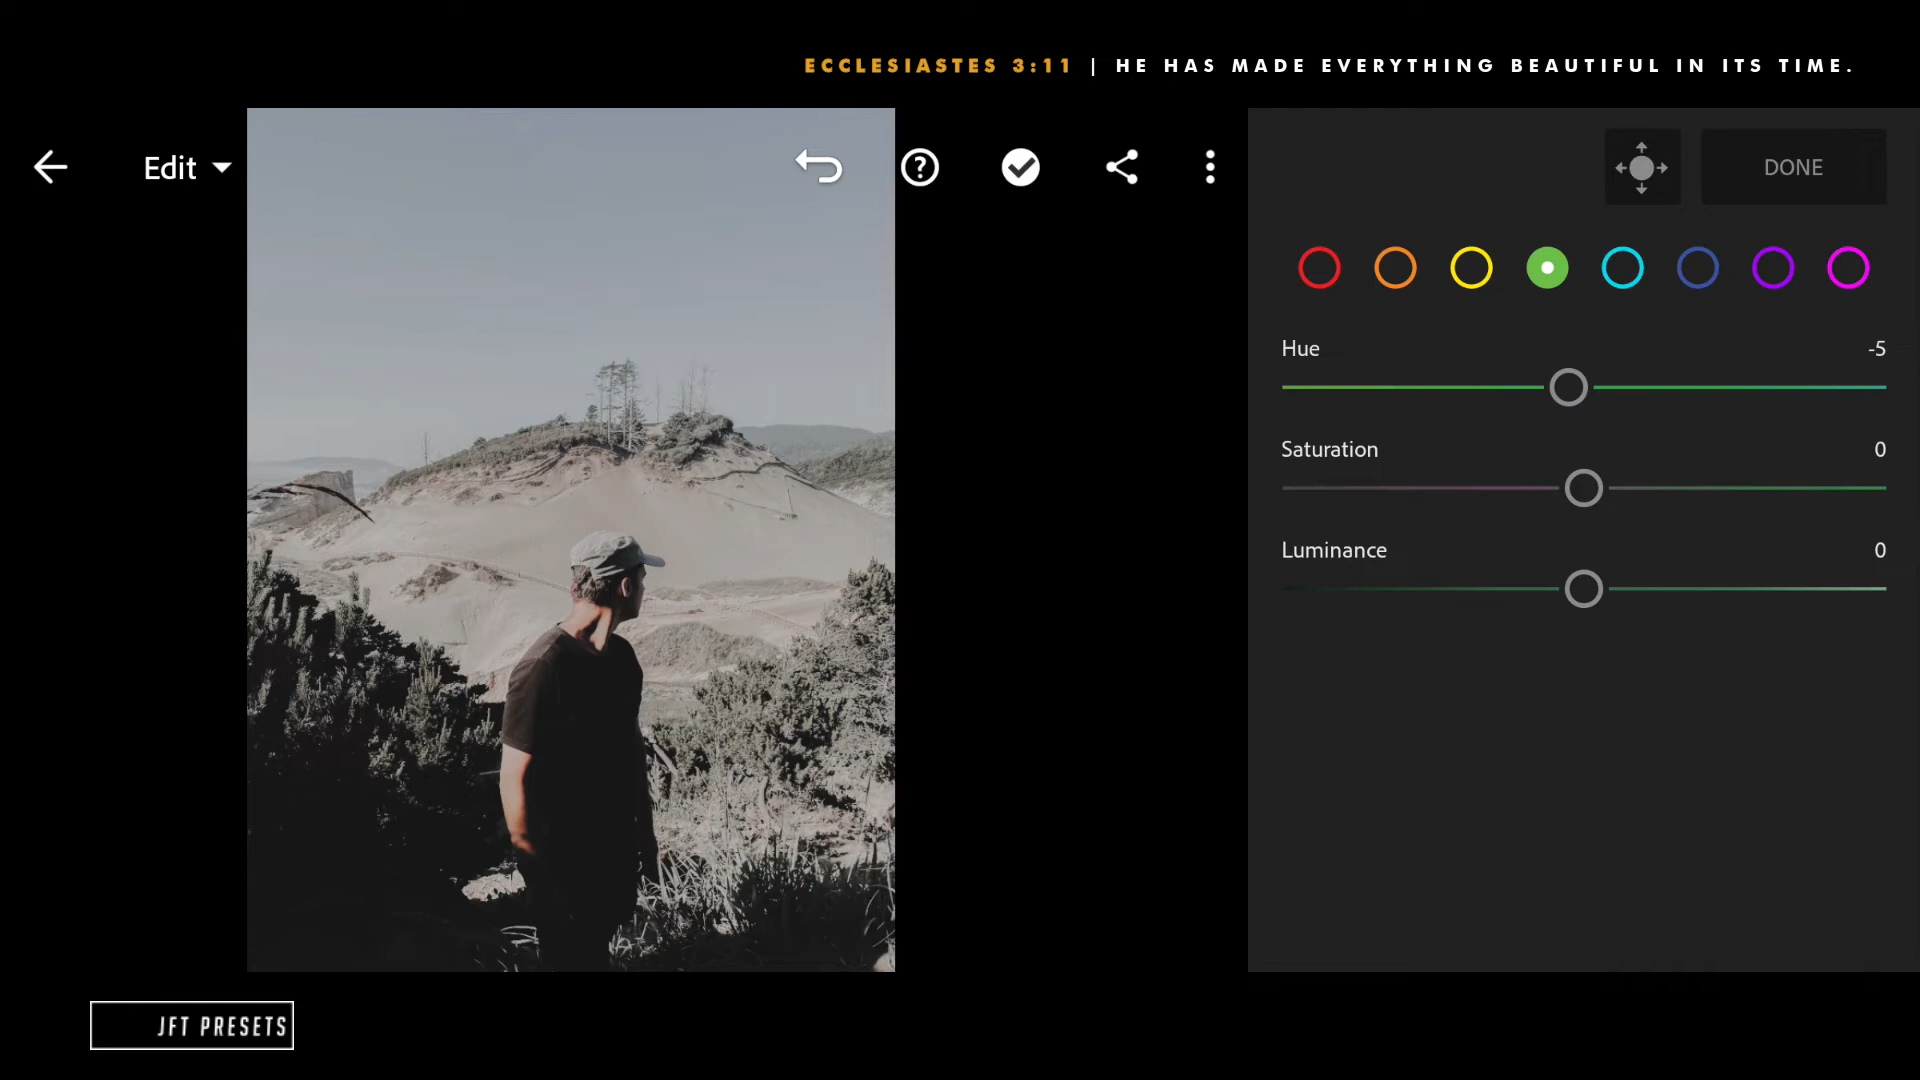 ECCLESIASTES 3:11 | HE HAS MADE EVERYTHING BEAUTIFUL IN ITS TIME.
Edit
DONE
Hue -5
Saturation 0
Luminance 0
JFT PRESETS